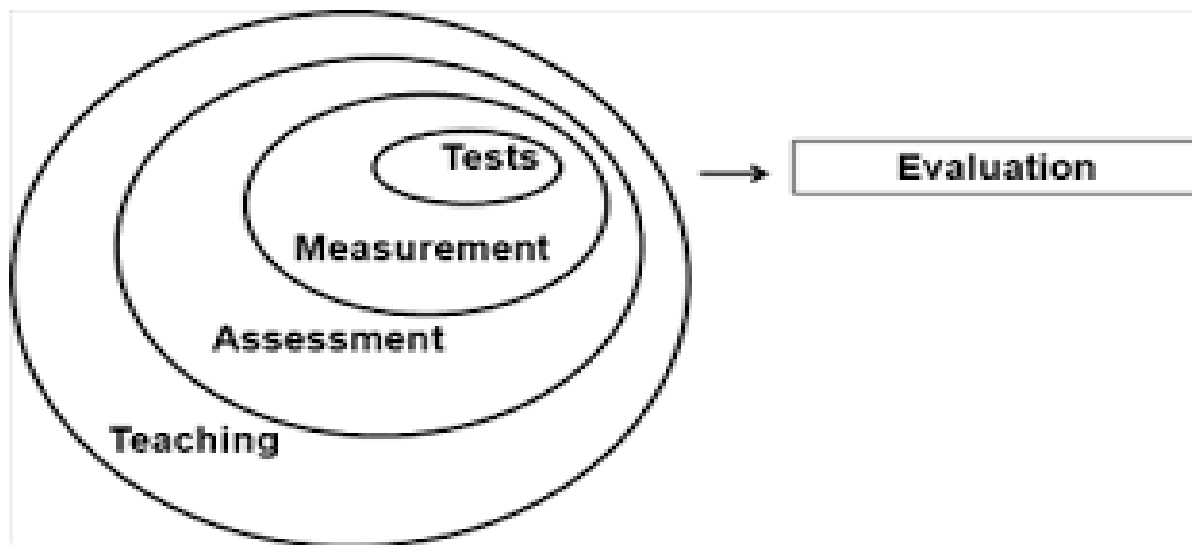 Tests
Evaluation
Measurement
Assessment
Teaching